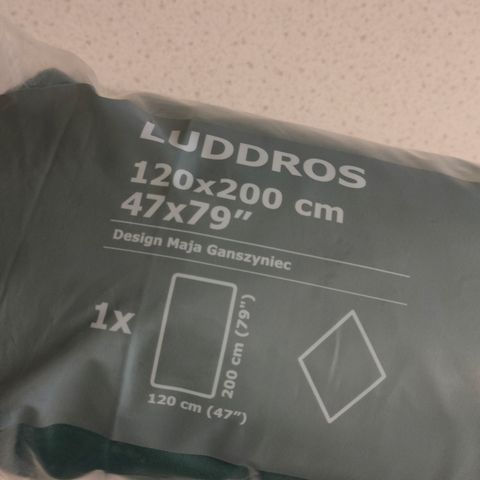 LUDDROS
120x200 cm
47x79"
Design Maja Ganszyniec
1x
200 cm (79")
120 cm (47")